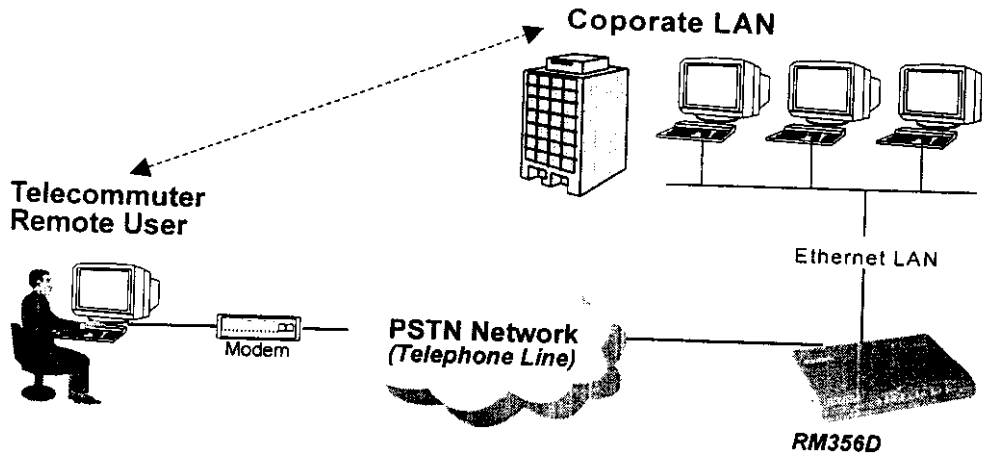 Coporate LAN
Telecommuter
Remote User
Ethernet LAN
PSTN Network
(Telephone Line)
Modem
RM356D